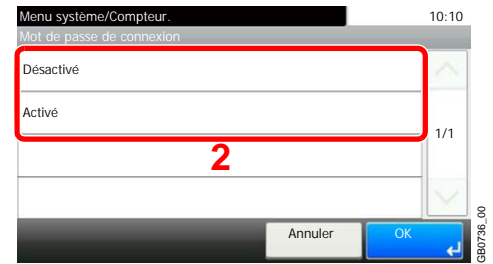 Menu système/Compteur. 10:10
Mot de passe de connexion
Désactivé
Activé
1/1
2
Annuler OK
GB0736_00